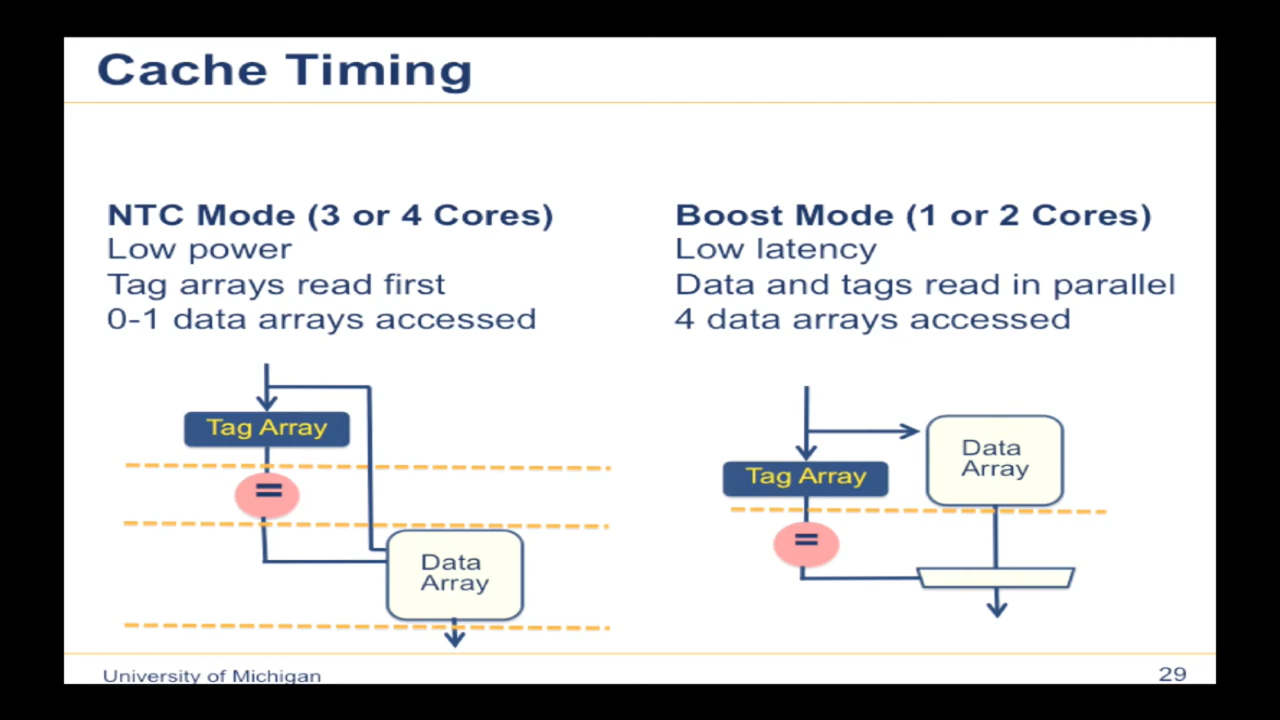 Cache Timing
NTC Mode (3 or 4 Cores)
Low power
Tag arrays read first
0-1 data arrays accessed
Tag Array
=
Data
Array
Boost Mode (1 or 2 Cores)
Low latency
Data and tags read in parallel
4 data arrays accessed
Data
Array
Tag Array
=
University of Michigan
29